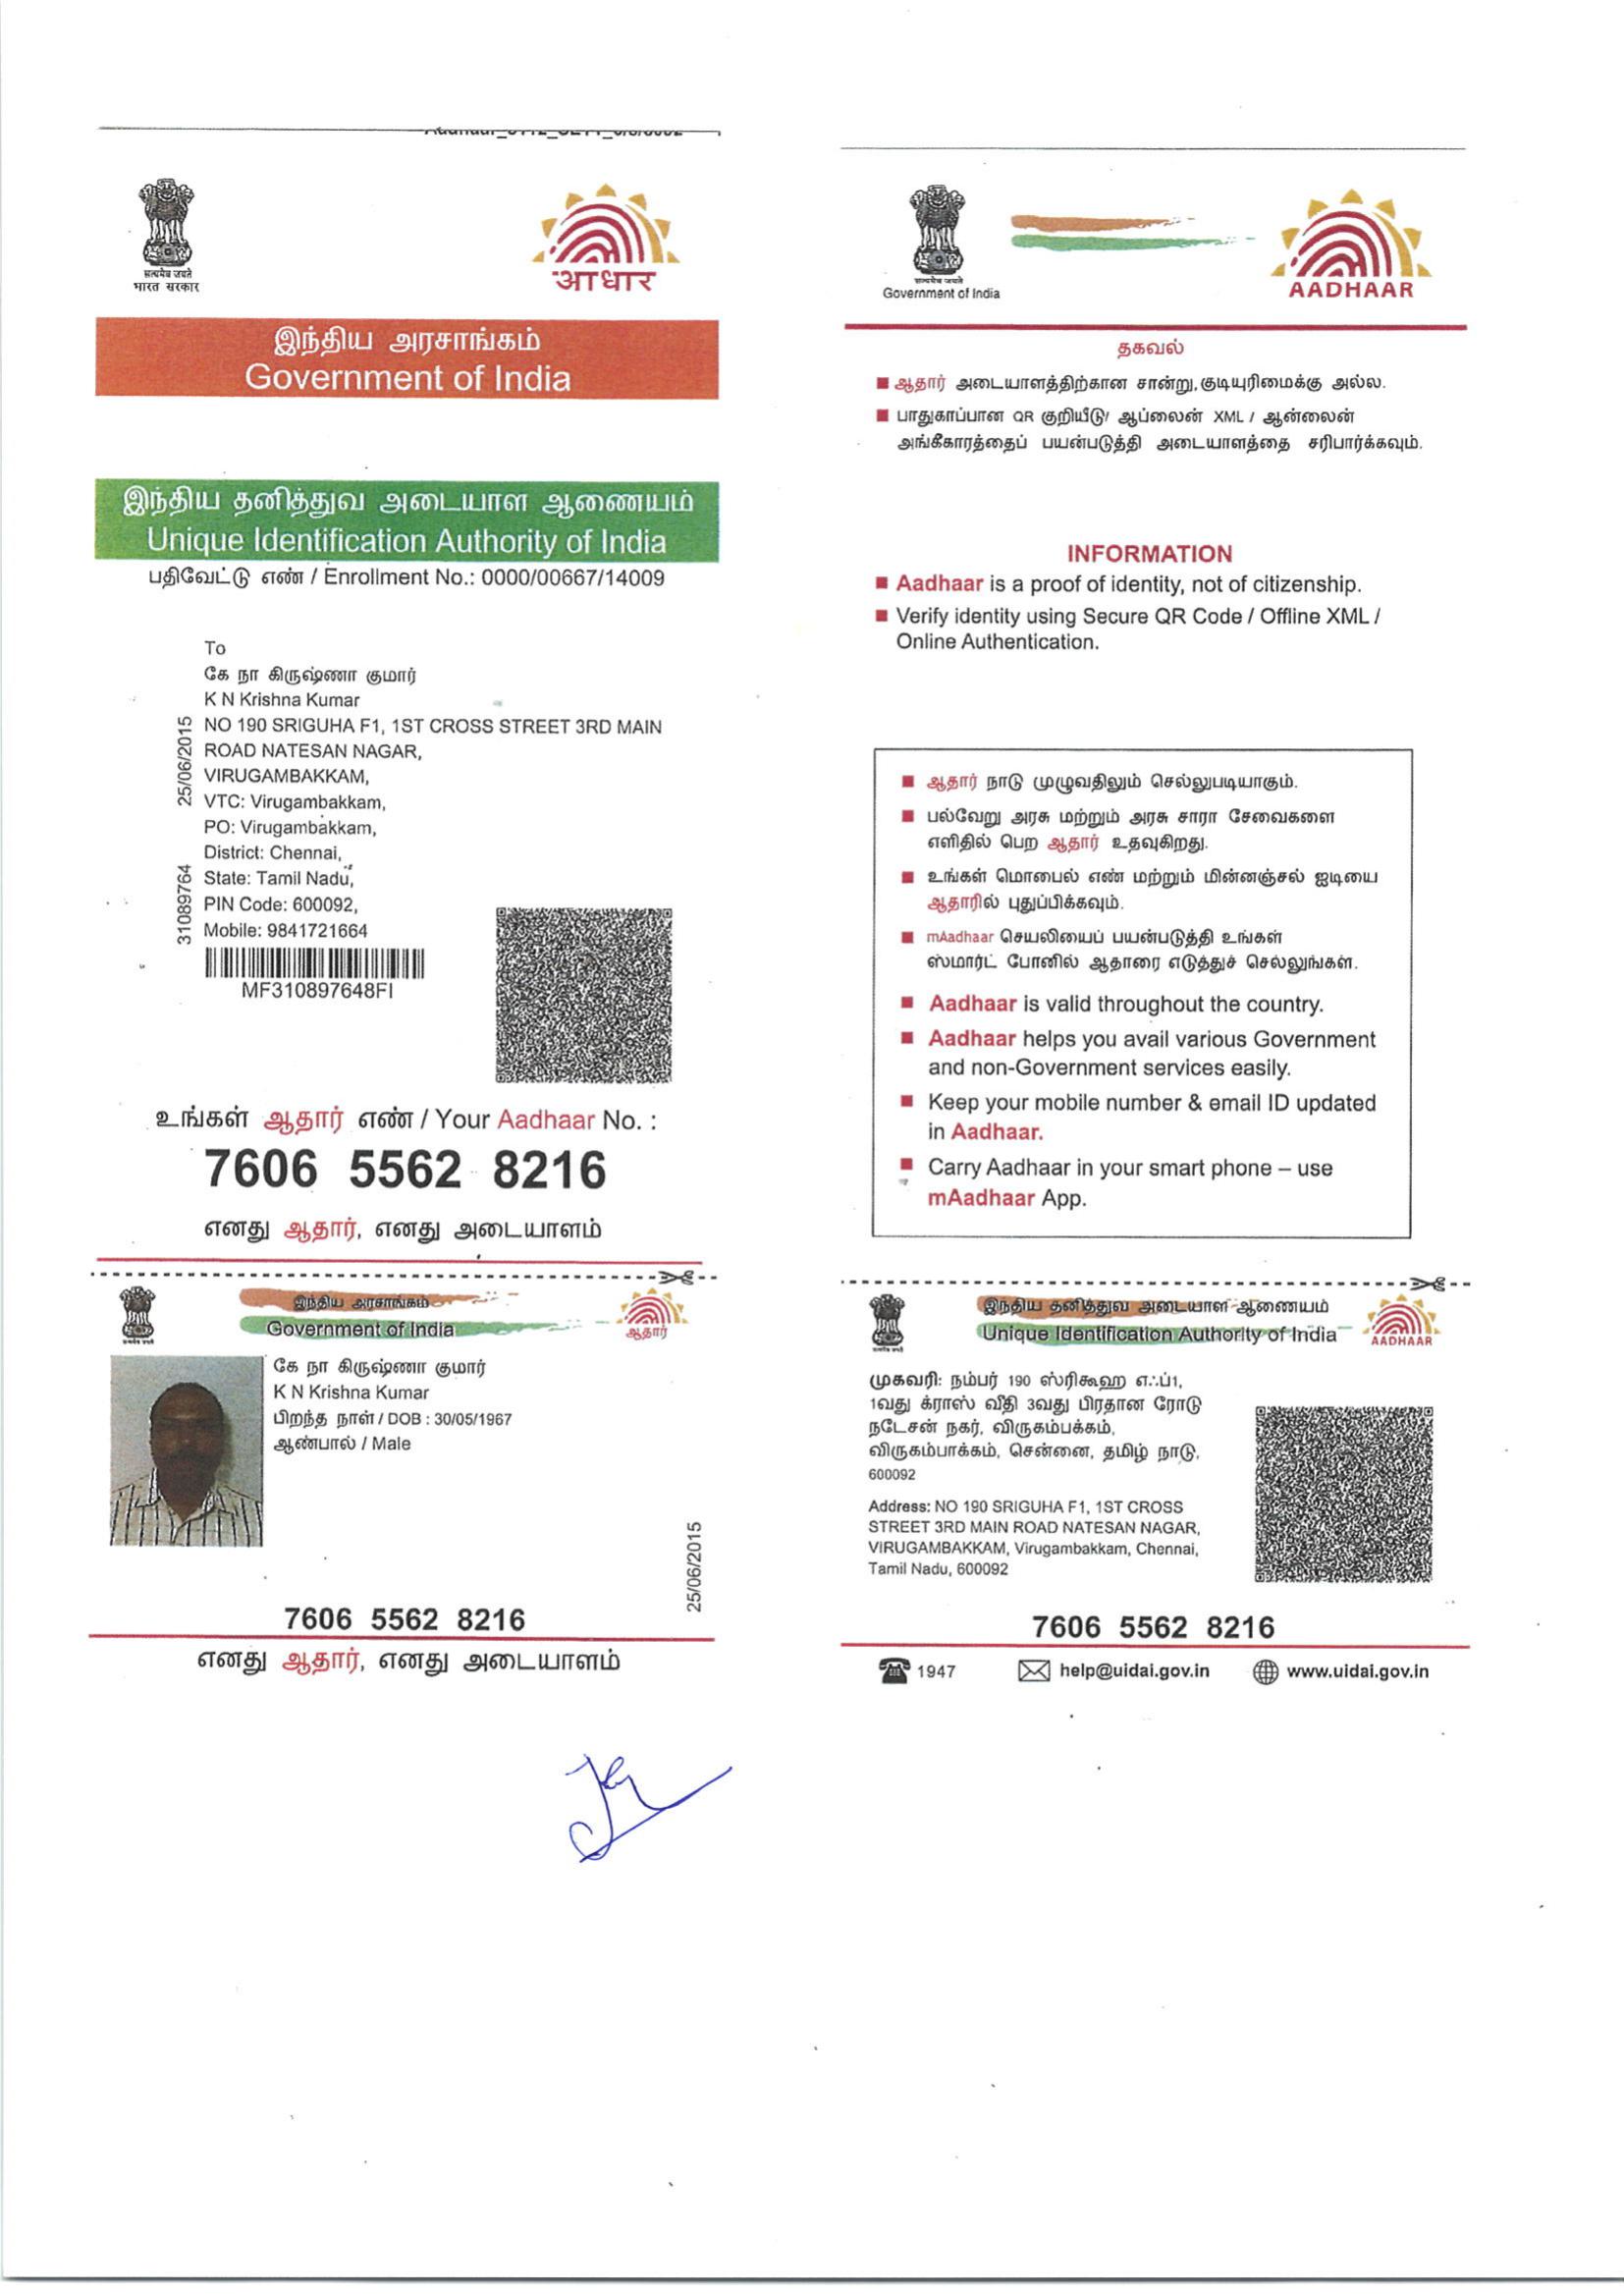 सत्यमेव जयते
भारत सरकार
आधार
இந்திய அரசாங்கம்
Government of India
இந்திய தனித்துவ அடையாள ஆணையம்
Unique Identification Authority of India
பதிவேட்டு எண் / Enrollment No.: 0000/00667/14009
To
கே நா கிருஷ்ணா குமார்
K N Krishna Kumar
NO 190 SRIGUHA F1, 1ST CROSS STREET 3RD MAIN
ROAD NATESAN NAGAR,
VIRUGAMBAKKAM,
VTC: Virugambakkam,
PO: Virugambakkam,
District: Chennai,
State: Tamil Nadu,
PIN Code: 600092,
Mobile: 9841721664
25/06/2015
31089764
MF310897648FI
உங்கள் ஆதார் எண் / Your Aadhaar No. :
7606 5562 8216
எனது ஆதார், எனது அடையாளம்
இந்திய அரசாங்கம்
Government of India
ஆதார்
கே நா கிருஷ்ணா குமார்
K N Krishna Kumar
பிறந்த நாள் / DOB : 30/05/1967
ஆண்பால் / Male
25/06/2015
7606 5562 8216
எனது ஆதார், எனது அடையாளம்
Government of India
AADHAAR
தகவல்
ஆதார் அடையாளத்திற்கான சான்று,குடியுரிமைக்கு அல்ல.
பாதுகாப்பான QR குறியீடு/ ஆப்லைன் XML / ஆன்லைன்
அங்கீகாரத்தைப் பயன்படுத்தி அடையாளத்தை சரிபார்க்கவும்.
INFORMATION
Aadhaar is a proof of identity, not of citizenship.
Verify identity using Secure QR Code / Offline XML /
Online Authentication.
ஆதார் நாடு முழுவதிலும் செல்லுபடியாகும்.
பல்வேறு அரசு மற்றும் அரசு சாரா சேவைகளை
எளிதில் பெற ஆதார் உதவுகிறது.
உங்கள் மொபைல் எண் மற்றும் மின்னஞ்சல் ஐடியை
ஆதாரில் புதுப்பிக்கவும்.
mAadhaar செயலியைப் பயன்படுத்தி உங்கள்
ஸ்மார்ட் போனில் ஆதாரை எடுத்துச் செல்லுங்கள்.
Aadhaar is valid throughout the country.
Aadhaar helps you avail various Government
and non-Government services easily.
Keep your mobile number & email ID updated
in Aadhaar.
Carry Aadhaar in your smart phone – use
mAadhaar App.
இந்திய தனித்துவ அடையாள ஆணையம்
Unique Identification Authority of India
AADHAAR
முகவரி: நம்பர் 190 ஸ்ரிகூஹ எஃப்1,
1வது க்ராஸ் வீதி 3வது பிரதான ரோடு
நடேசன் நகர், விருகம்பக்கம்,
விருகம்பாக்கம், சென்னை, தமிழ் நாடு,
600092
Address: NO 190 SRIGUHA F1, 1ST CROSS
STREET 3RD MAIN ROAD NATESAN NAGAR,
VIRUGAMBAKKAM, Virugambakkam, Chennai,
Tamil Nadu, 600092
7606 5562 8216
1947 help@uidai.gov.in www.uidai.gov.in